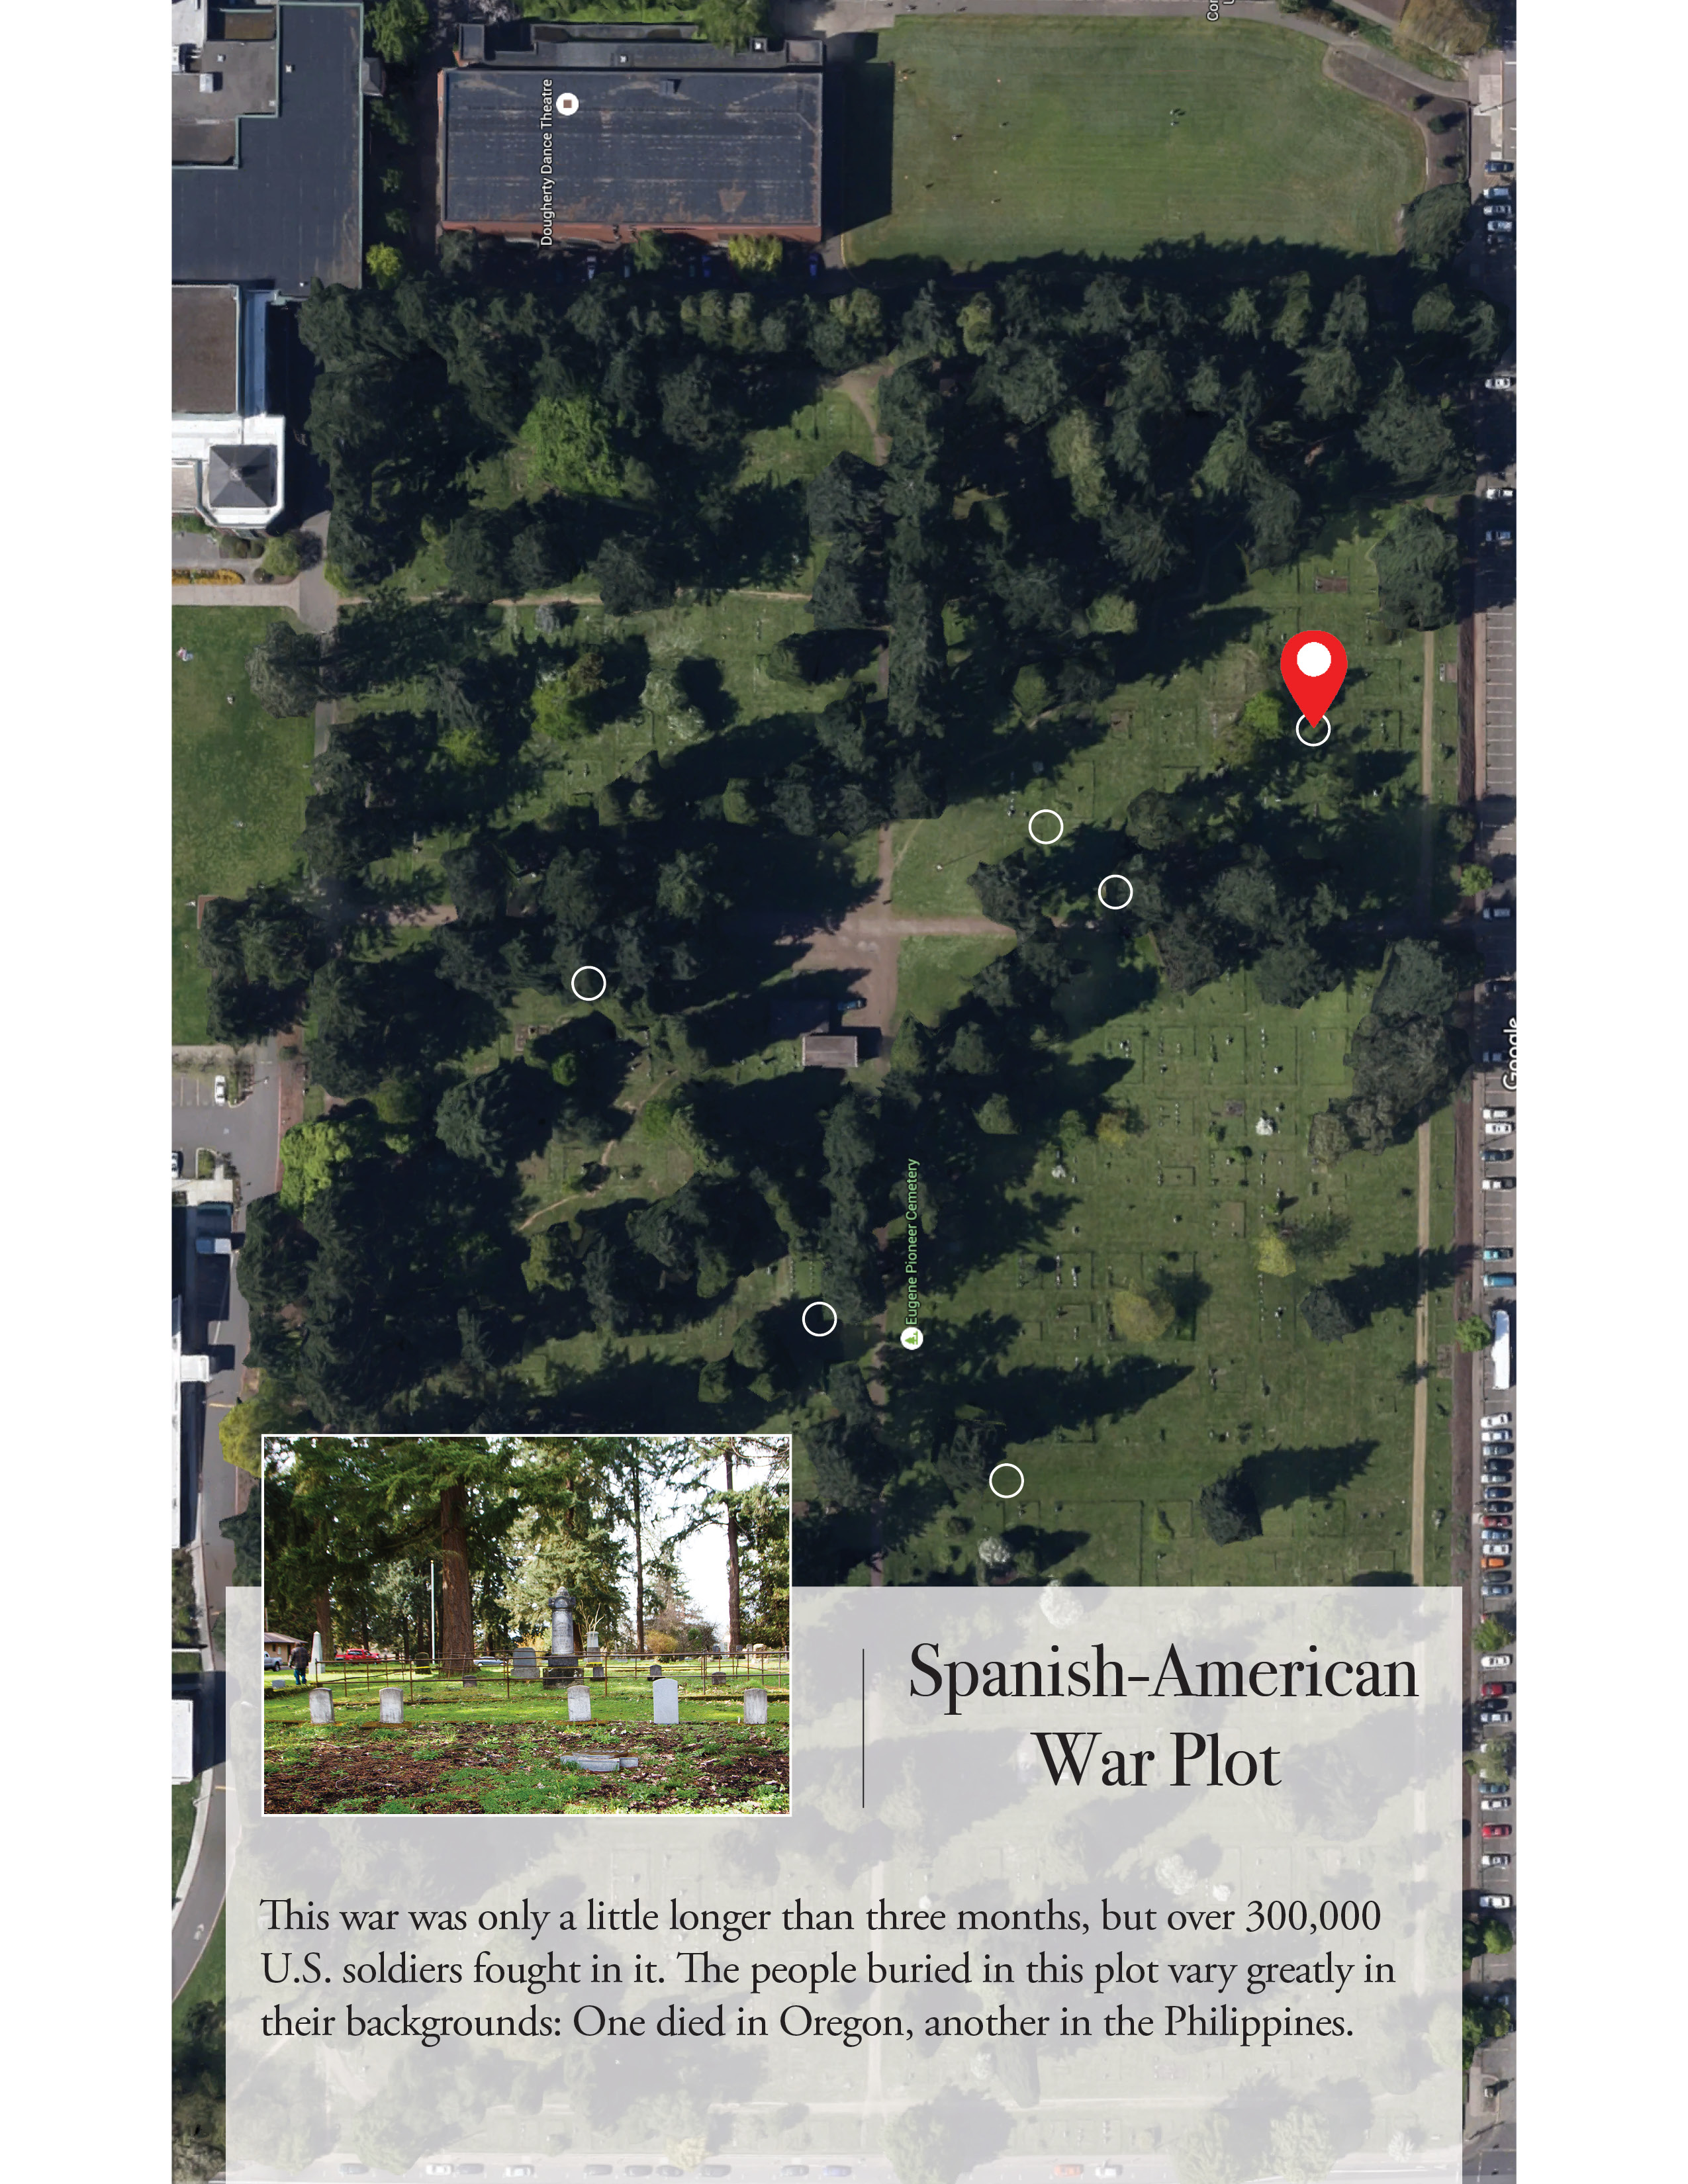 Dougherty Dance Theatre
Google
Eugene Pioneer Cemetery
Spanish-American
War Plot
This war was only a little longer than three months, but over 300,000
U.S. soldiers fought in it. The people buried in this plot vary greatly in
their backgrounds: One died in Oregon, another in the Philippines.